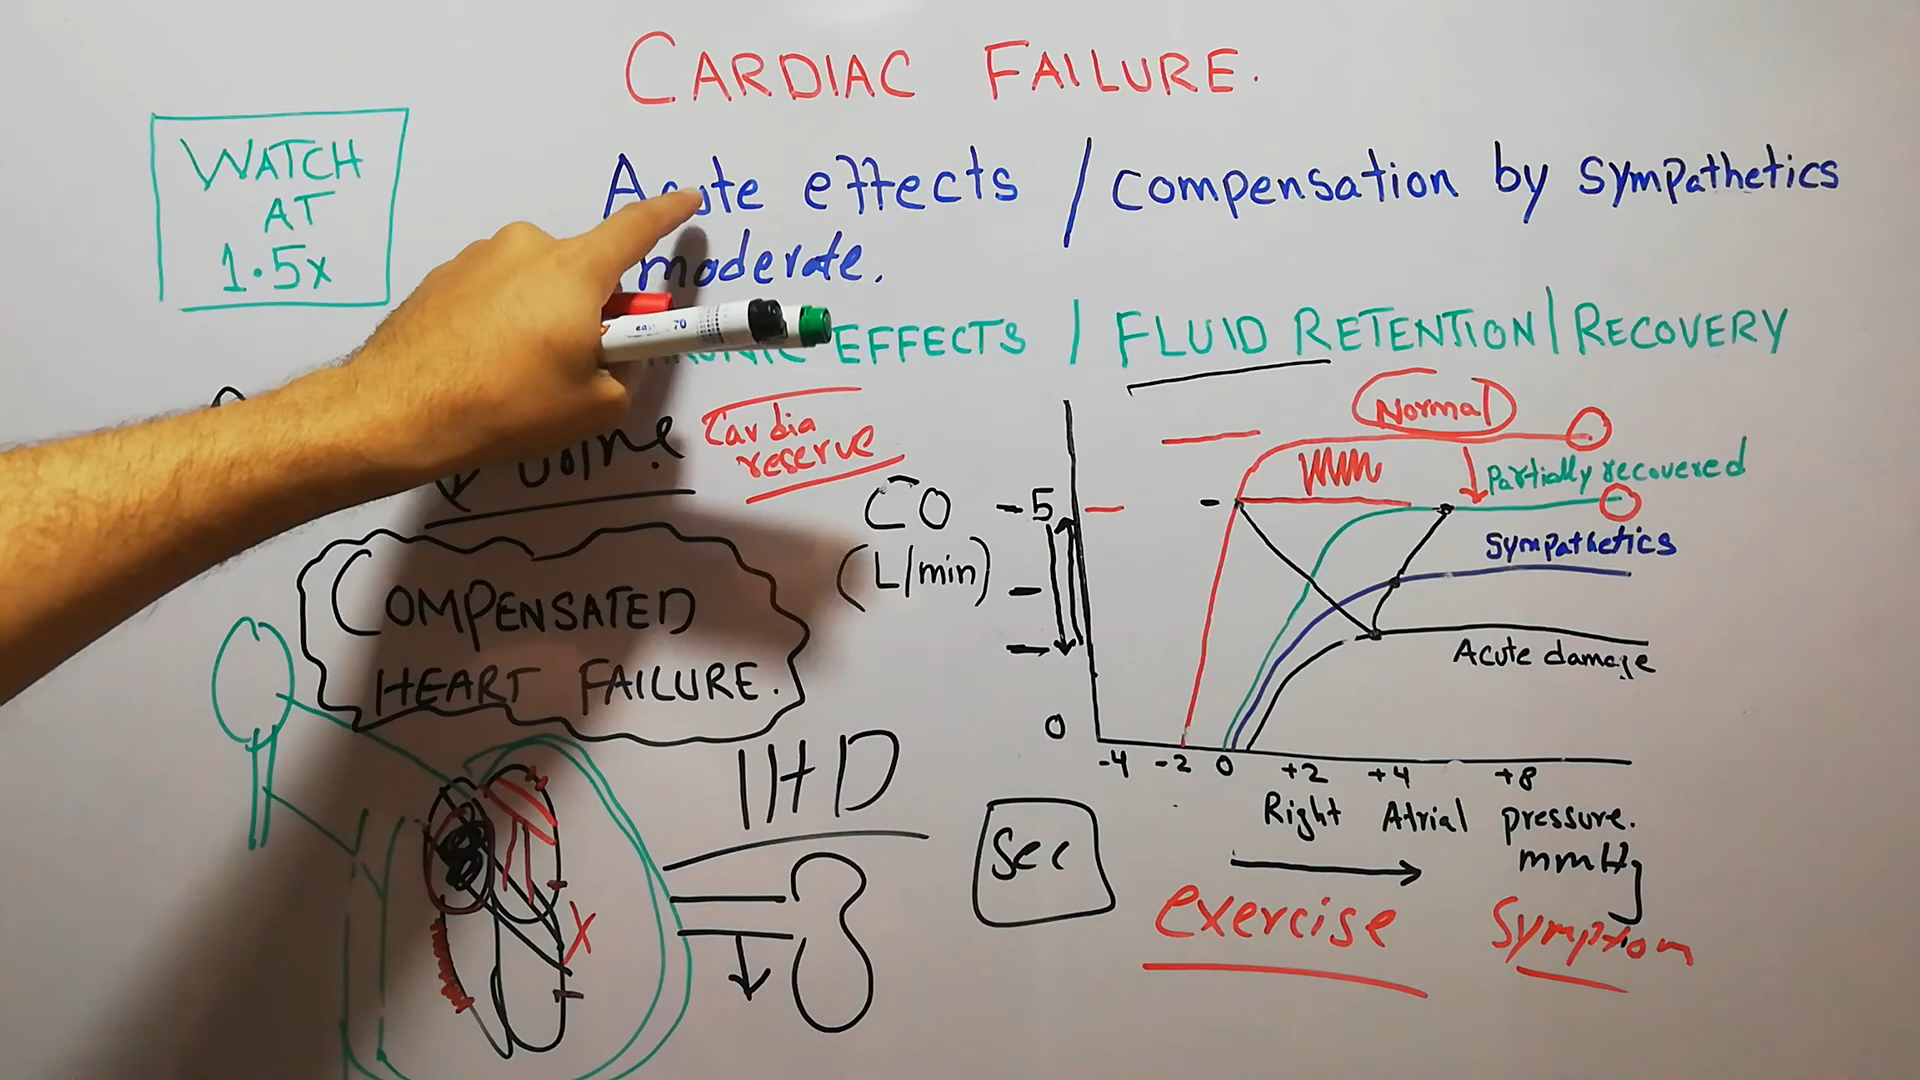 CARDIAC FAILURE.
WATCH
AT
1.5x
Acute effects / compensation by sympathetics
moderate.
EFFECTS / FLUID RETENTION / RECOVERY
Cardia
reserve
Normal
Partially recovered
CO
(L/min)
-5
0
Sympathetics
Acute damage
COMPENSATED
HEART FAILURE.
-4 -2 0 +2 +4 +8
Right Atrial pressure.
mmHg
IHD
Sec
exercise
Symptom